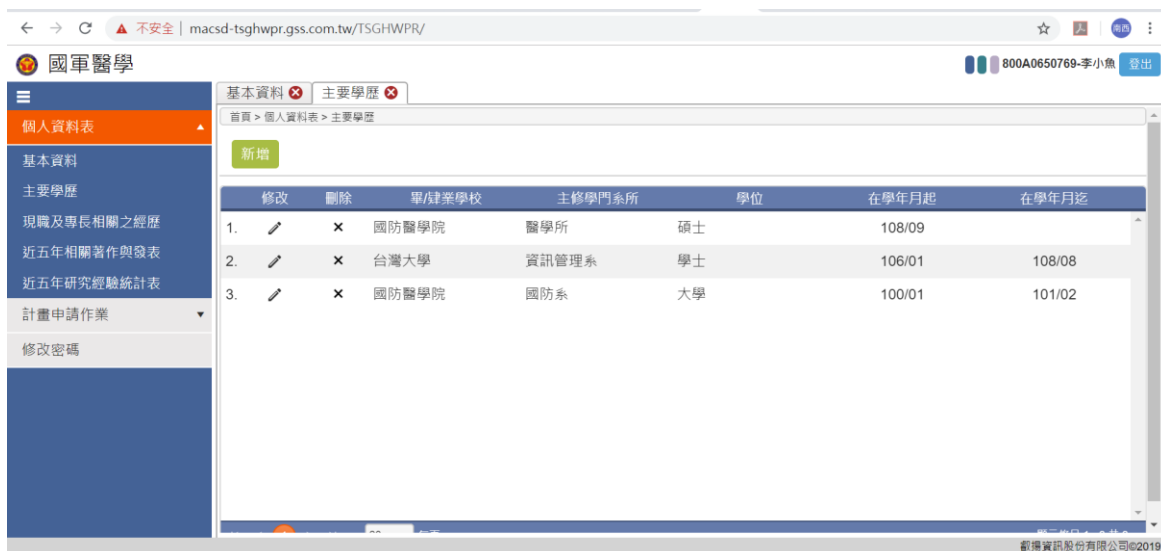 不安全 | macsd-tsghwpr.gss.com.tw/TSGHWPR/ 南西
國軍醫學 800A0650769-李小魚 登出
基本資料 主要學歷
個人資料表
首頁 > 個人資料表 > 主要學歷
新增
基本資料
主要學歷
現職及專長相關之經歷
近五年相關著作與發表
近五年研究經驗統計表
計畫申請作業
修改密碼
修改 刪除 畢/肄業學校 主修學門系所 學位 在學年月起 在學年月迄
1. 國防醫學院 醫學所 碩士 108/09
2. 台灣大學 資訊管理系 學士 106/01 108/08
3. 國防醫學院 國防系 大學 100/01 101/02
叡揚資訊股份有限公司©2019